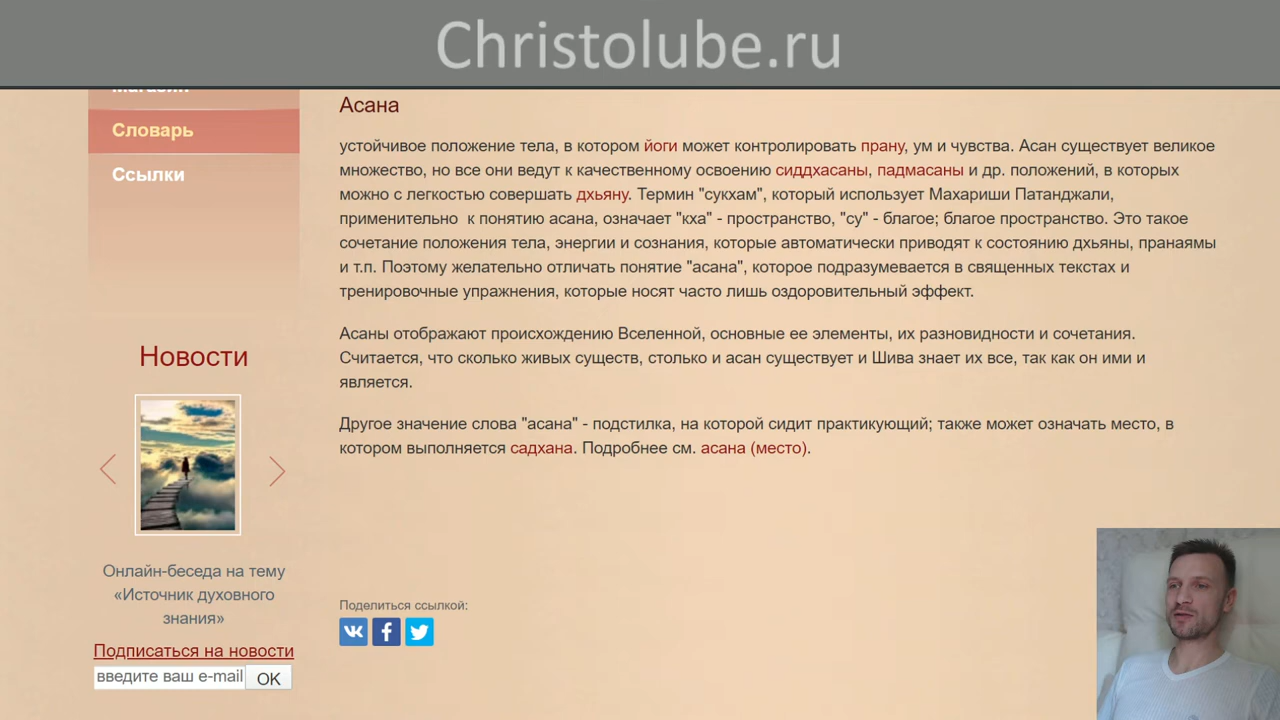 Christolube.ru
Магазин
Словарь
Ссылки
Асана
устойчивое положение тела, в котором йоги может контролировать прану, ум и чувства. Асан существует великое
множество, но все они ведут к качественному освоению сиддхасаны, падмасаны и др. положений, в которых
можно с легкостью совершать дхьяну. Термин "сукхам", который использует Махариши Патанджали,
применительно к понятию асана, означает "кха" - пространство, "су" - благое; благое пространство. Это такое
сочетание положения тела, энергии и сознания, которые автоматически приводят к состоянию дхьяны, пранаямы
и т.п. Поэтому желательно отличать понятие "асана", которое подразумевается в священных текстах и
тренировочные упражнения, которые носят часто лишь оздоровительный эффект.
Асаны отображают происхождению Вселенной, основные ее элементы, их разновидности и сочетания.
Считается, что сколько живых существ, столько и асан существует и Шива знает их все, так как он ими и
является.
Другое значение слова "асана" - подстилка, на которой сидит практикующий; также может означать место, в
котором выполняется садхана. Подробнее см. асана (место).
Новости
Онлайн-беседа на тему
«Источник духовного
знания»
Подписаться на новости
введите ваш e-mail OK
Поделиться ссылкой: